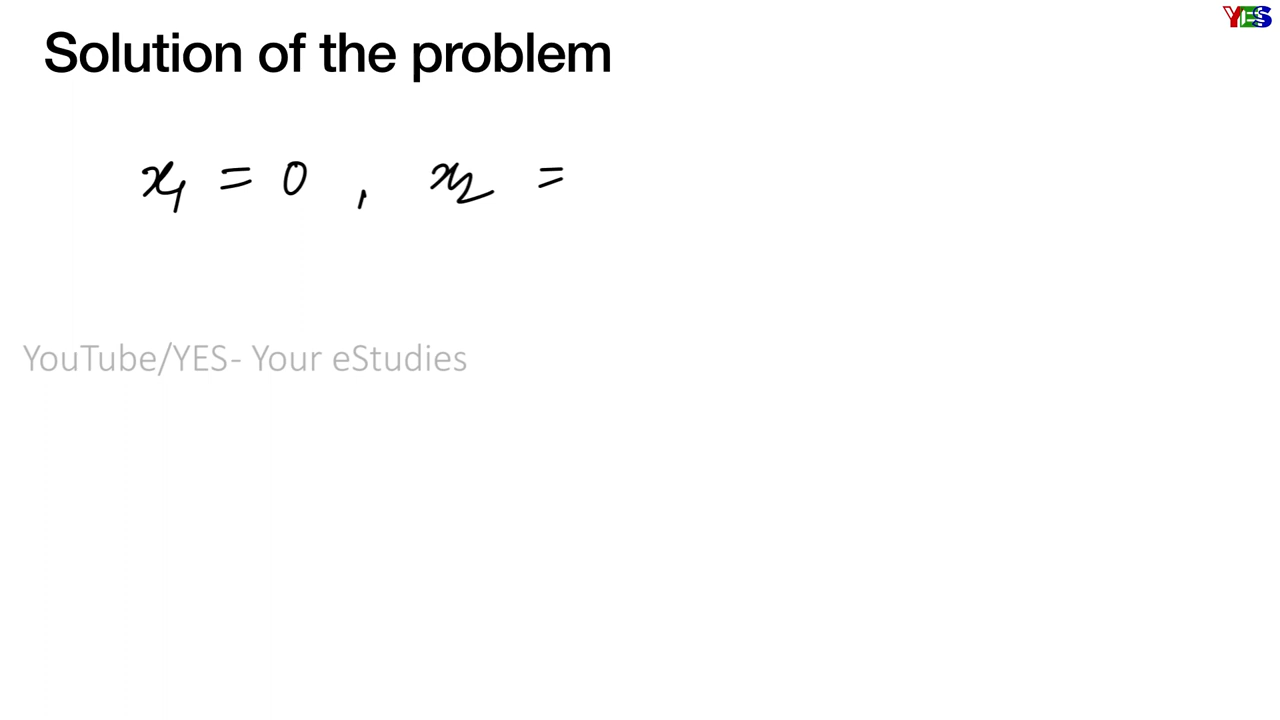 YES
Solution of the problem
x₁ = 0 , x₂ =
YouTube/YES- Your eStudies